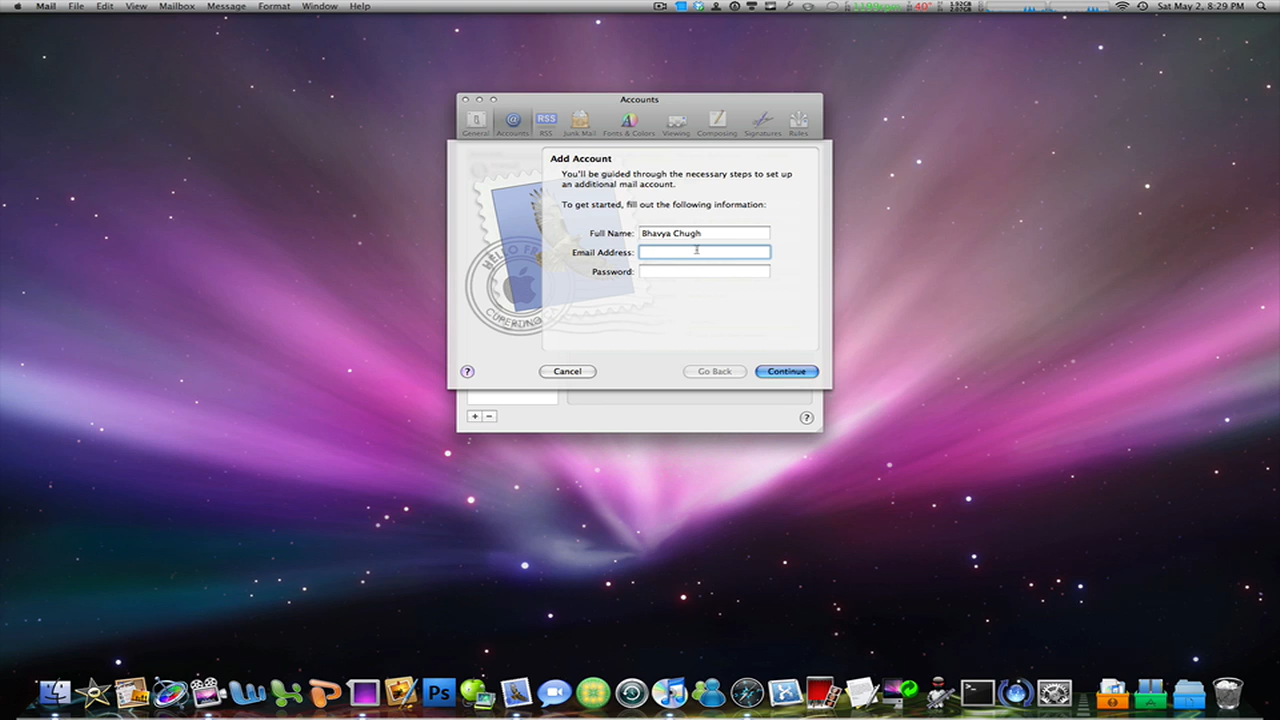 Mail File Edit View Mailbox Message Format Window Help
Sat May 2, 8:29 PM
Accounts
General Accounts RSS Junk Mail Fonts & Colors Viewing Composing Signatures Rules
RSS
Add Account
You'll be guided through the necessary steps to set up
an additional mail account.
To get started, fill out the following information:
Full Name: Bhavya Chugh
Email Address:
Password:
HELLO FROM
CUPERTINO
? Cancel Go Back Continue
+ − ?
Ps